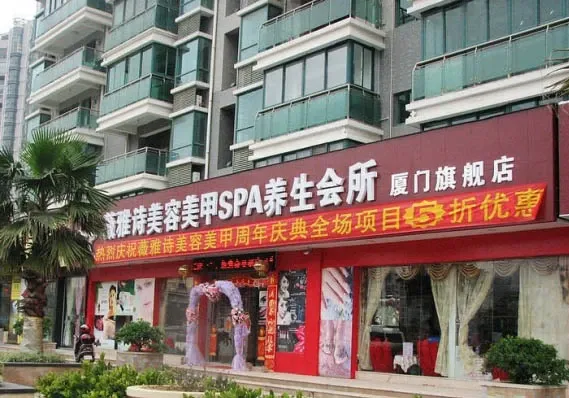 薇雅诗美容美甲SPA养生会所 厦门旗舰店
热烈庆祝薇雅诗美容美甲周年庆典全场项目5折优惠